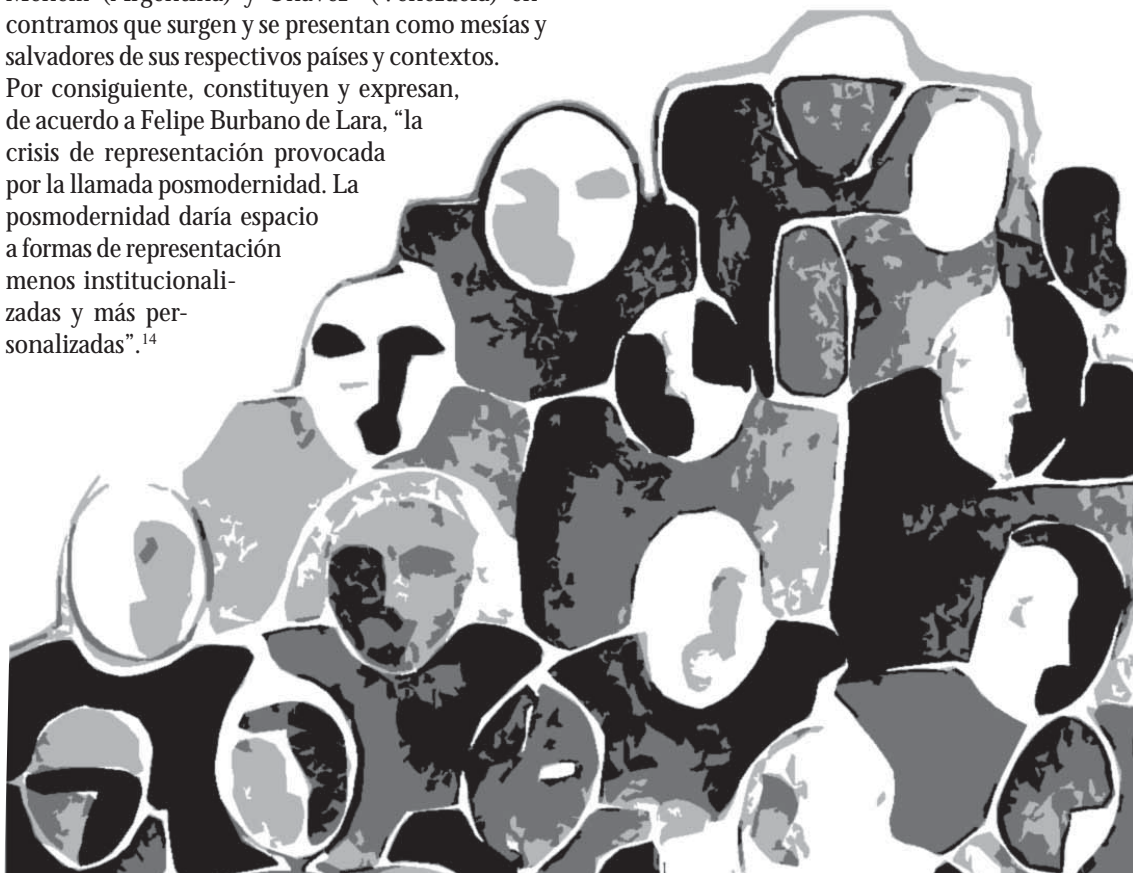 Menem (Argentina) y Chávez (Venezuela) en-
contramos que surgen y se presentan como mesías y
salvadores de sus respectivos países y contextos.
Por consiguiente, constituyen y expresan,
de acuerdo a Felipe Burbano de Lara, “la
crisis de representación provocada
por la llamada posmodernidad. La
posmodernidad daría espacio
a formas de representación
menos institucionali-
zadas y más per-
sonalizadas”.¹⁴